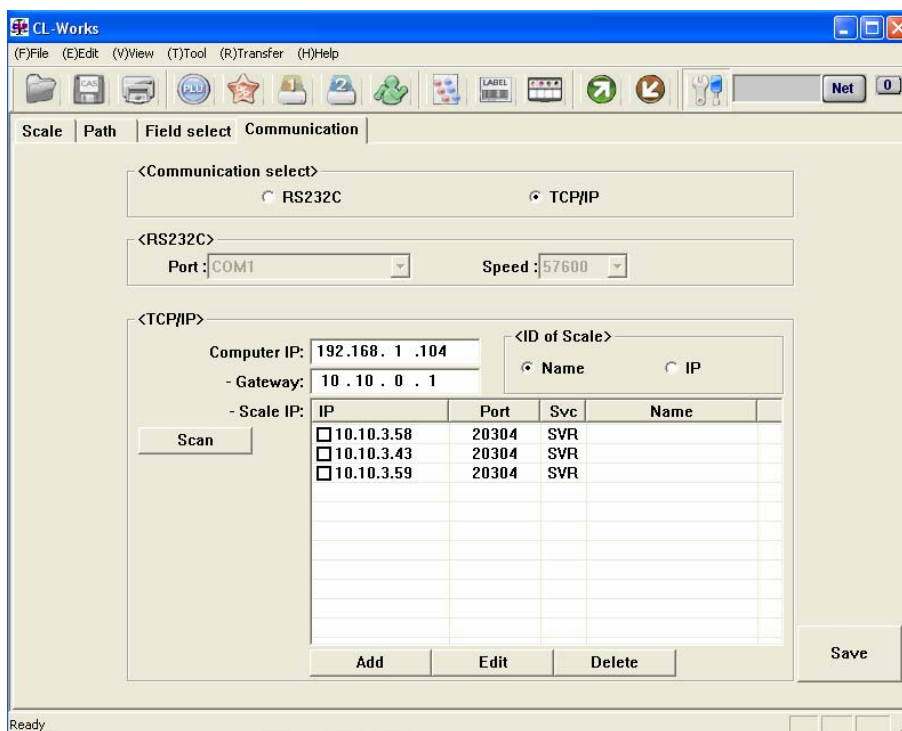 CL-Works
(F)File (E)Edit (V)View (T)Tool (R)Transfer (H)Help
CAS PLU 1 2 LABEL Net 0
Scale Path Field select Communication
<Communication select>
RS232C TCP/IP
<RS232C>
Port : COM1 Speed : 57600
<TCP/IP>
<ID of Scale>
Computer IP: 192.168. 1 .104
Name IP
- Gateway: 10 . 10 . 0 . 1
- Scale IP: IP Port Svc Name
Scan
10.10.3.58 20304 SVR
10.10.3.43 20304 SVR
10.10.3.59 20304 SVR
Add Edit Delete
Save
Ready